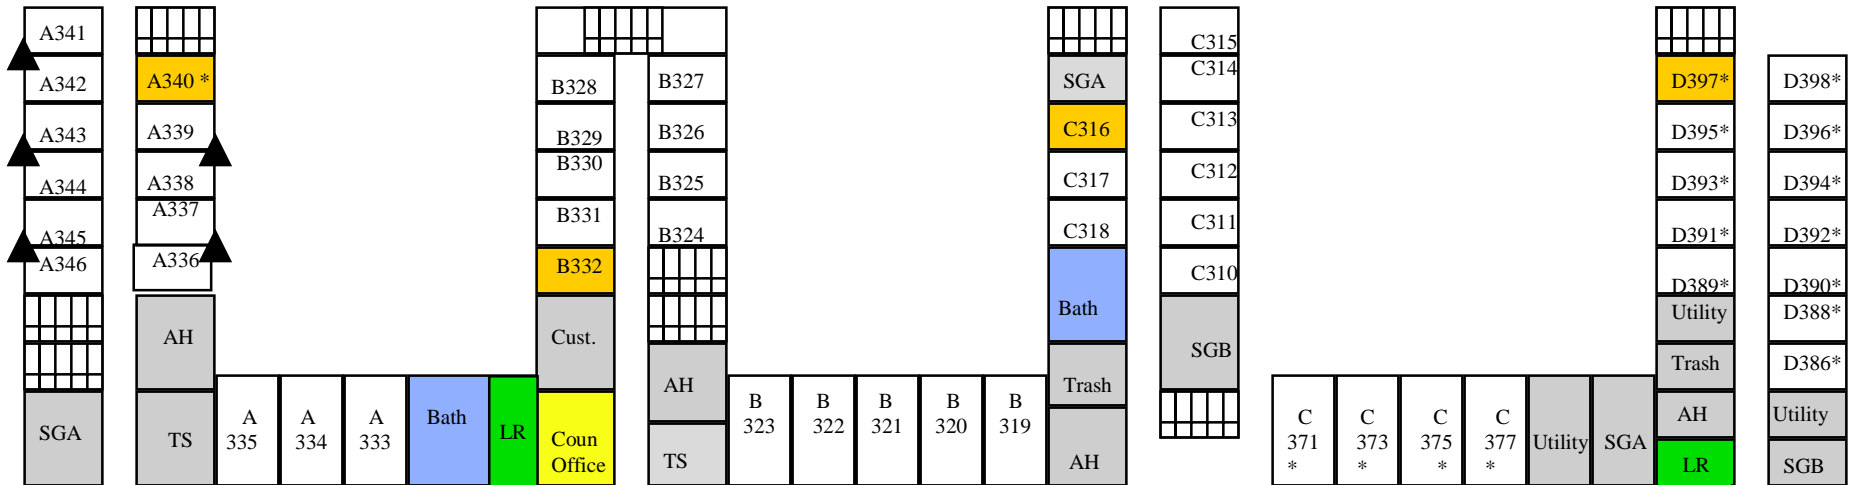 A341
A342
A343
A344
A345
A346
SGA
A340 *
A339
A338
A337
A336
AH
TS
A
335
A
334
A
333
Bath
LR
B328
B329
B330
B331
B332
Cust.
Coun
Office
B327
B326
B325
B324
AH
TS
B
323
B
322
B
321
B
320
B
319
SGA
C316
C317
C318
Bath
Trash
AH
C315
C314
C313
C312
C311
C310
SGB
C
371
*
C
373
*
C
375
*
C
377
*
Utility
SGA
D397*
D395*
D393*
D391*
D389*
Utility
Trash
AH
LR
D398*
D396*
D394*
D392*
D390*
D388*
D386*
Utility
SGB